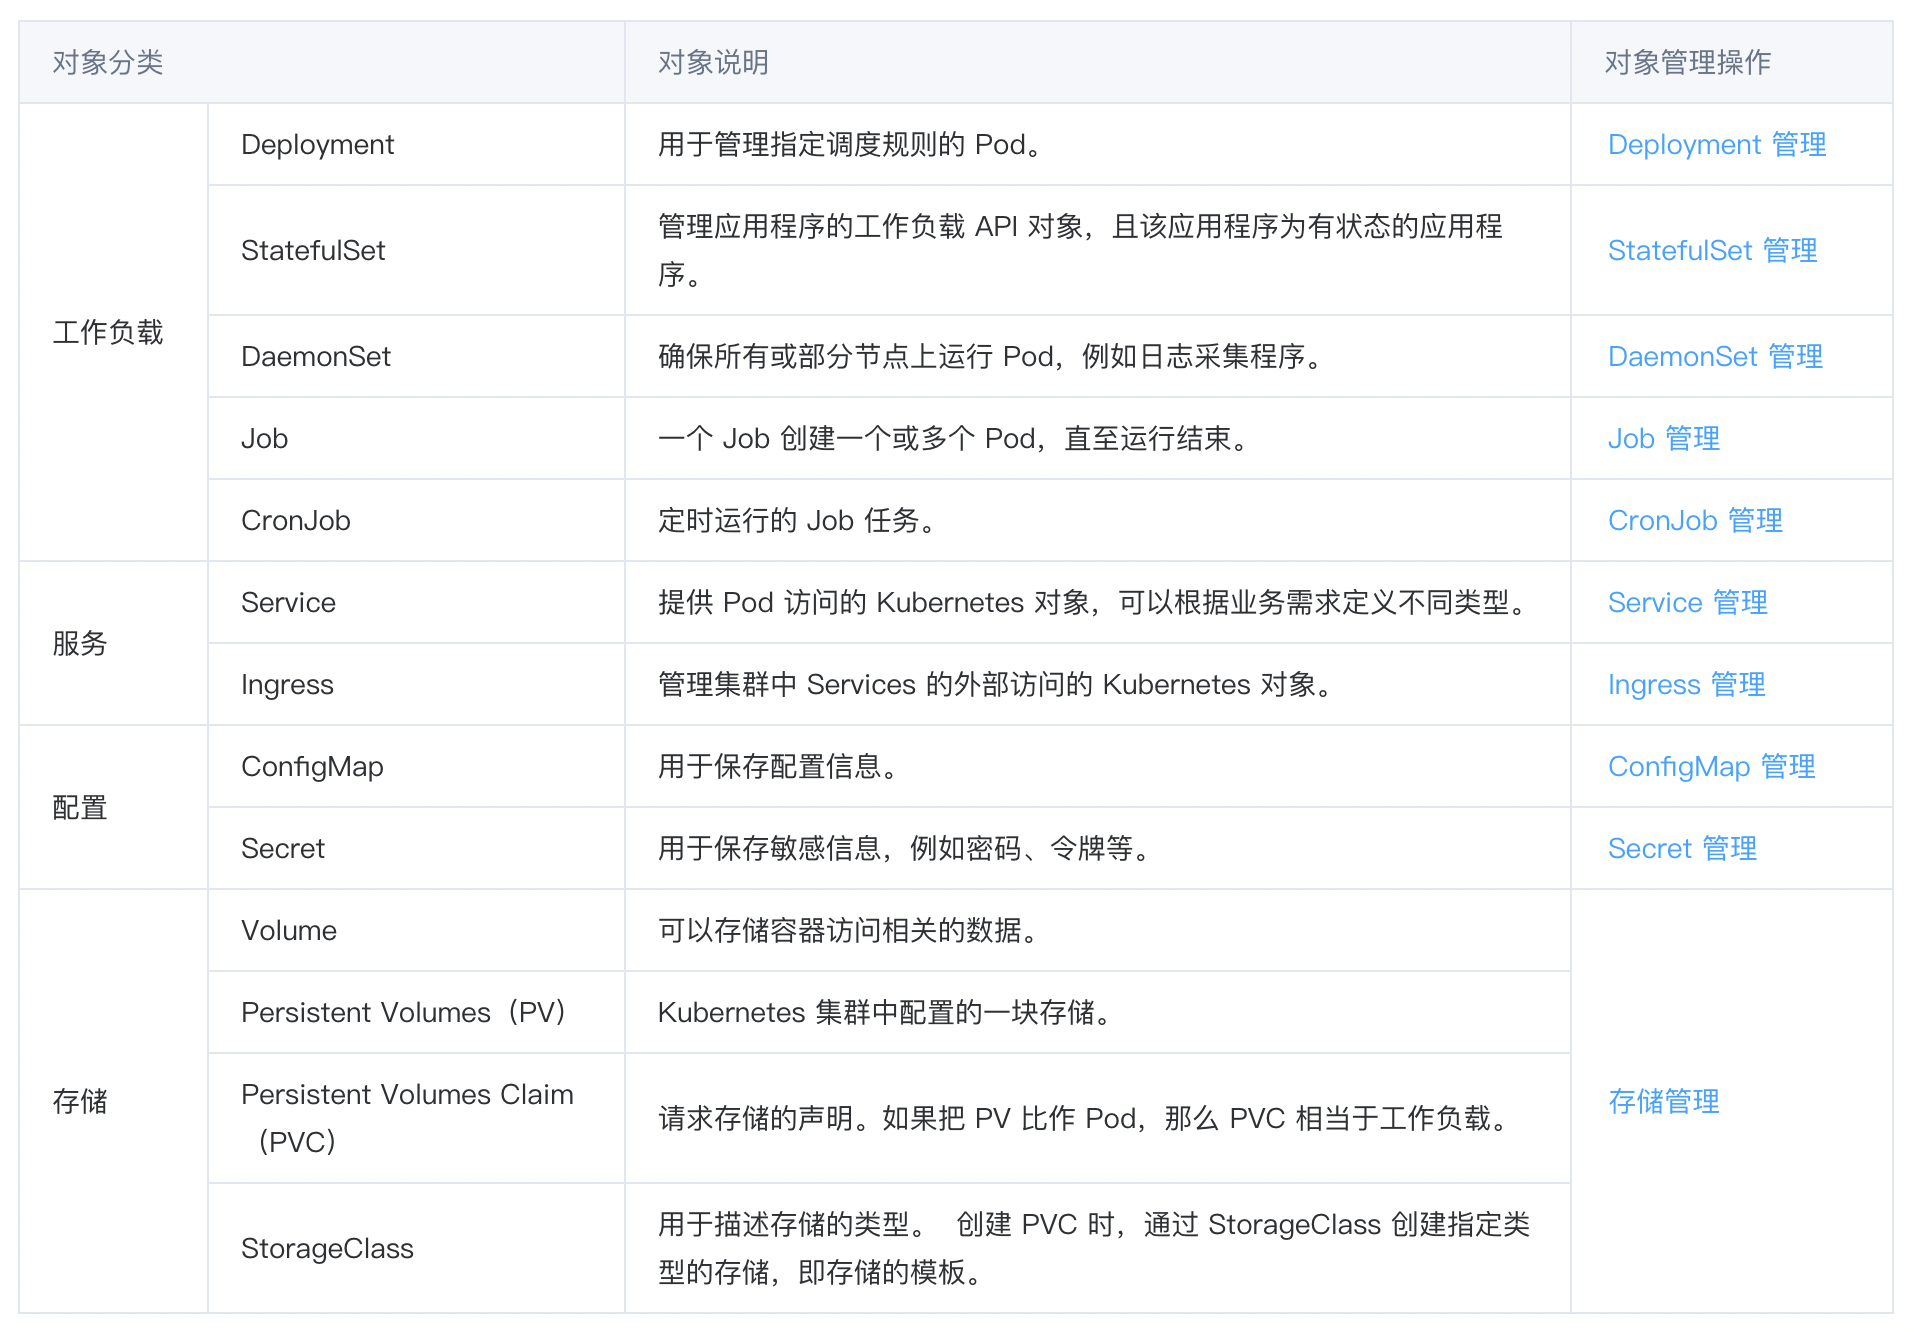 对象分类
对象说明
对象管理操作
工作负载
Deployment
用于管理指定调度规则的 Pod。
Deployment 管理
StatefulSet
管理应用程序的工作负载 API 对象，且该应用程序为有状态的应用程
序。
StatefulSet 管理
DaemonSet
确保所有或部分节点上运行 Pod，例如日志采集程序。
DaemonSet 管理
Job
一个 Job 创建一个或多个 Pod，直至运行结束。
Job 管理
CronJob
定时运行的 Job 任务。
CronJob 管理
服务
Service
提供 Pod 访问的 Kubernetes 对象，可以根据业务需求定义不同类型。
Service 管理
Ingress
管理集群中 Services 的外部访问的 Kubernetes 对象。
Ingress 管理
配置
ConfigMap
用于保存配置信息。
ConfigMap 管理
Secret
用于保存敏感信息，例如密码、令牌等。
Secret 管理
存储
Volume
可以存储容器访问相关的数据。
存储管理
Persistent Volumes（PV）
Kubernetes 集群中配置的一块存储。
Persistent Volumes Claim
（PVC）
请求存储的声明。如果把 PV 比作 Pod，那么 PVC 相当于工作负载。
StorageClass
用于描述存储的类型。 创建 PVC 时，通过 StorageClass 创建指定类
型的存储，即存储的模板。